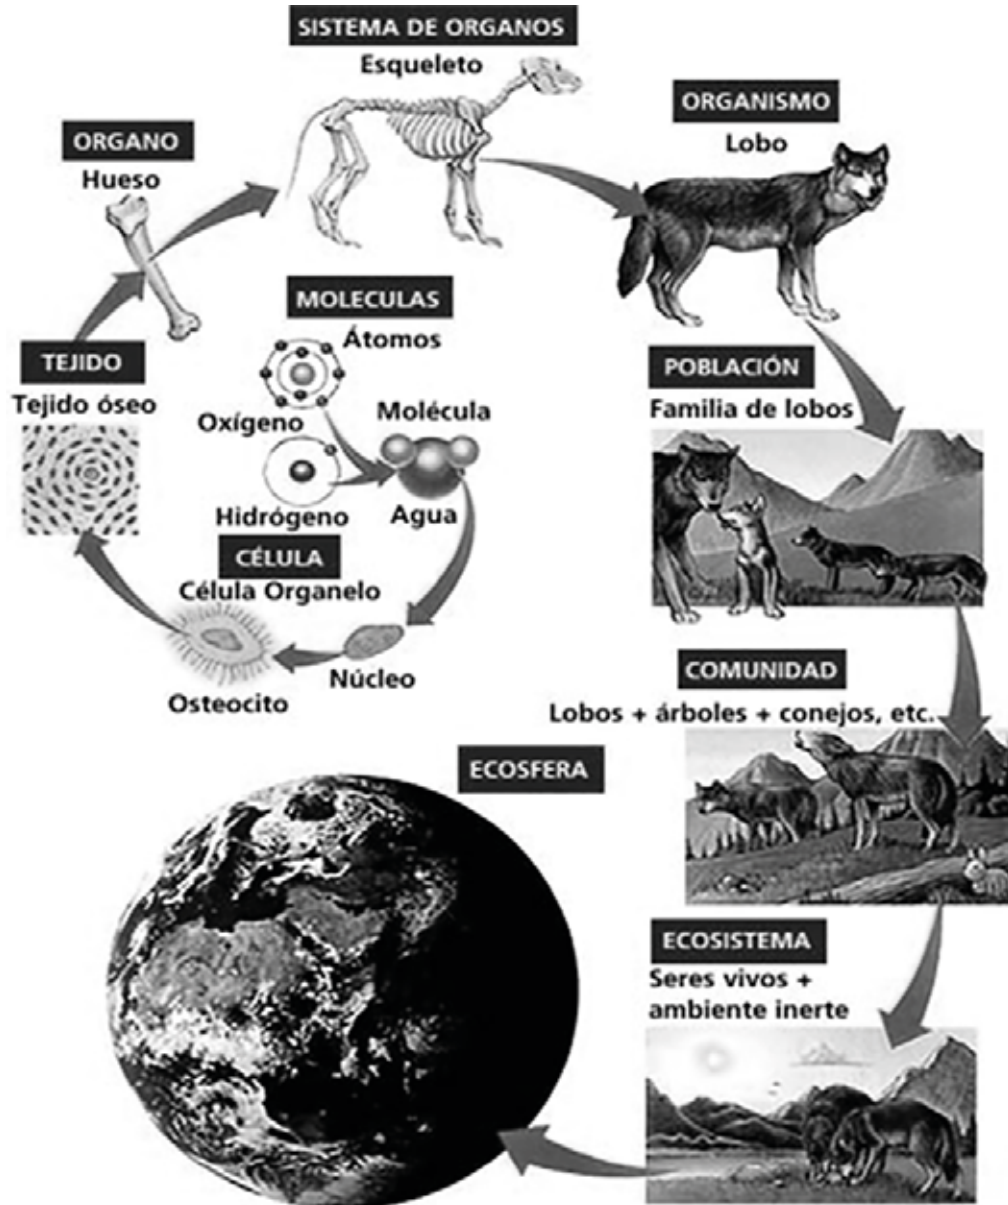 SISTEMA DE ORGANOS
Esqueleto
ORGANISMO
Lobo
ORGANO
Hueso
MOLECULAS
Átomos
Oxígeno
Molécula
Hidrógeno
Agua
TEJIDO
Tejido óseo
CÉLULA
Célula Organelo
Núcleo
Osteocito
POBLACIÓN
Familia de lobos
COMUNIDAD
Lobos + árboles + conejos, etc.
ECOSFERA
ECOSISTEMA
Seres vivos +
ambiente inerte